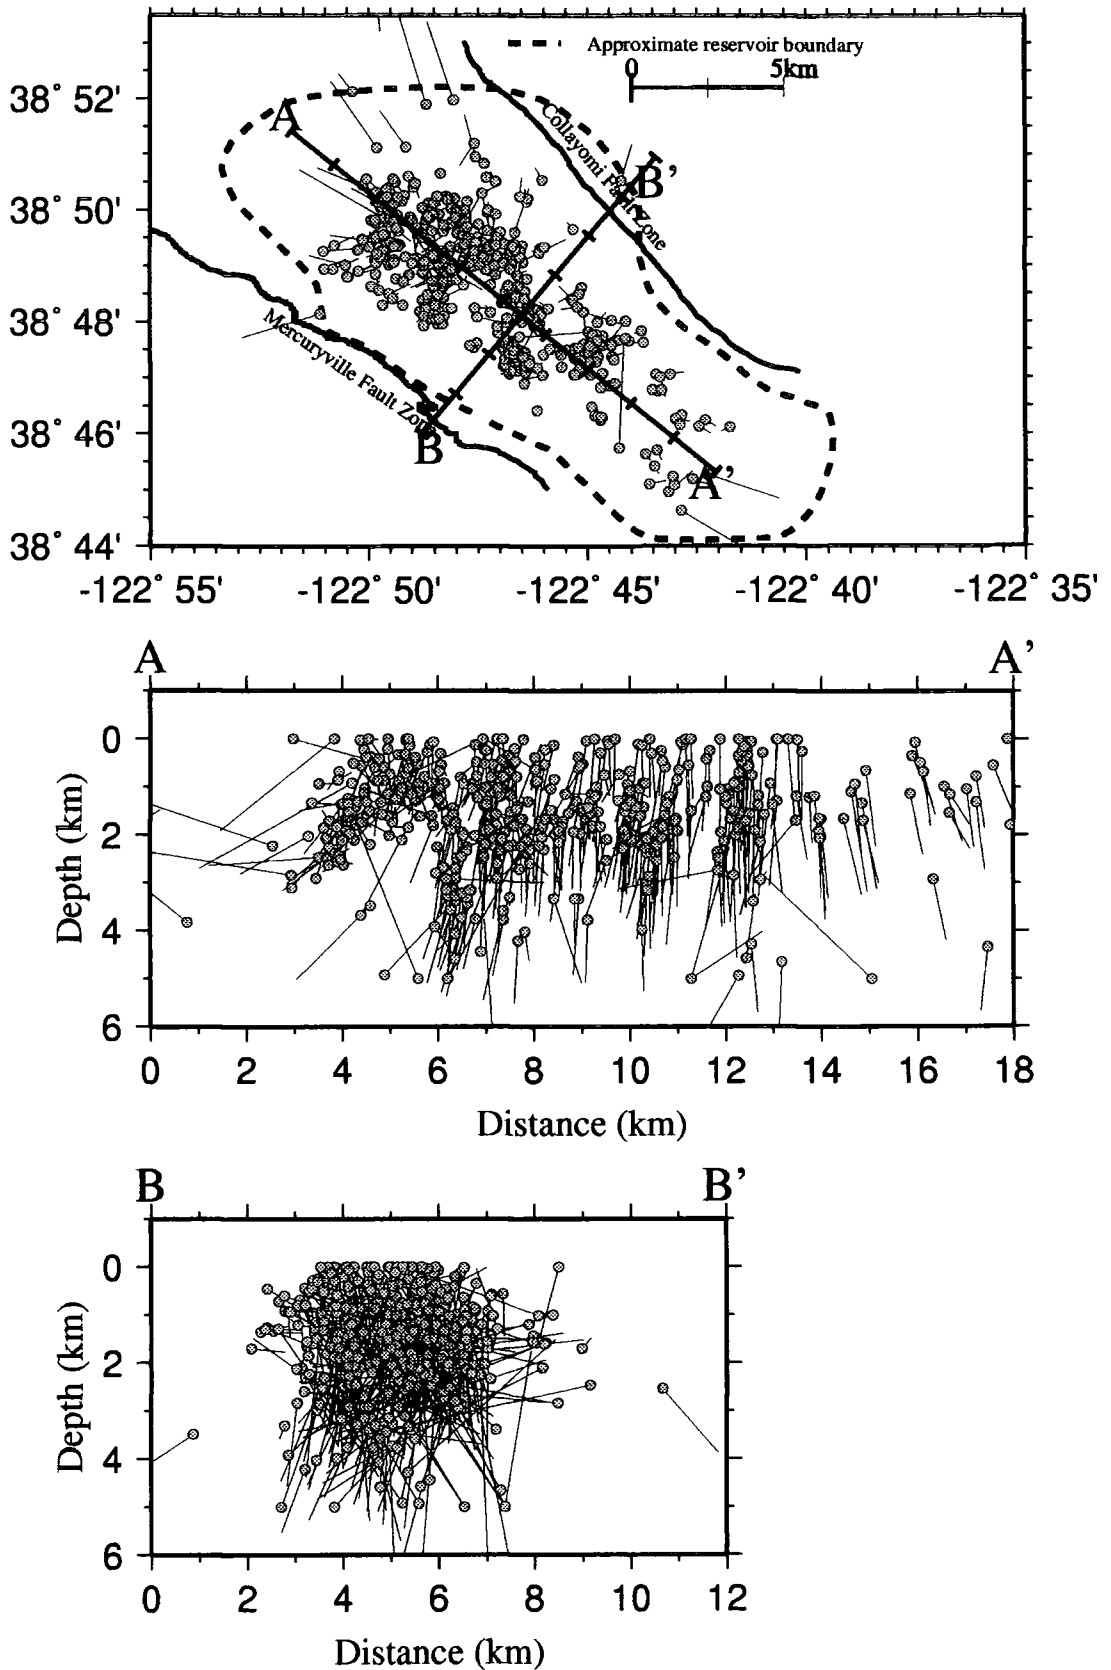 Approximate reservoir boundary
0 5km
38° 52'
A
Collayomi Fault Zone
B'
38° 50'
38° 48'
Mercuryville Fault Zone
38° 46'
B
A'
38° 44'
-122° 55' -122° 50' -122° 45' -122° 40' -122° 35'
A A'
0
2
4
6
Depth (km)
0 2 4 6 8 10 12 14 16 18
Distance (km)
B B'
0
2
4
6
Depth (km)
0 2 4 6 8 10 12
Distance (km)